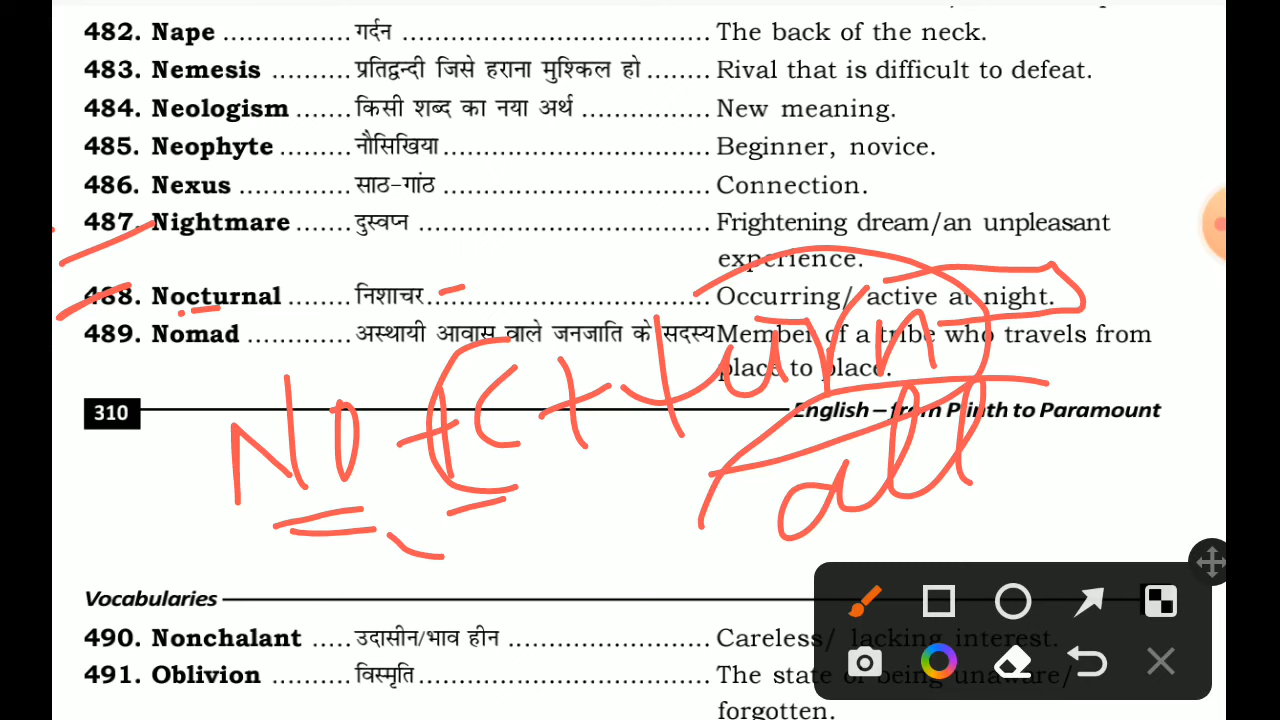 482. Nape ................ गर्दन ....................................... The back of the neck.
483. Nemesis .......... प्रतिद्वन्दी जिसे हराना मुश्किल हो ........ Rival that is difficult to defeat.
484. Neologism ....... किसी शब्द का नया अर्थ ................ New meaning.
485. Neophyte ......... नौसिखिया ................................... Beginner, novice.
486. Nexus .............. साठ-गांठ ................................... Connection.
487. Nightmare ....... दुस्वप्न ...................................... Frightening dream/an unpleasant
experience.
488. Nocturnal ........ निशाचर ..................................... Occurring/ active at night.
489. Nomad ............. अस्थायी आवास वाले जनजाति के सदस्य Member of a tribe who travels from
place to place.
No + C + turn
all
310 English – from Plinth to Paramount
Vocabularies
490. Nonchalant ..... उदासीन/भाव हीन ......................... Careless/ lacking interest.
491. Oblivion ........... विस्मृति ..................................... The state of being unaware/
forgotten.